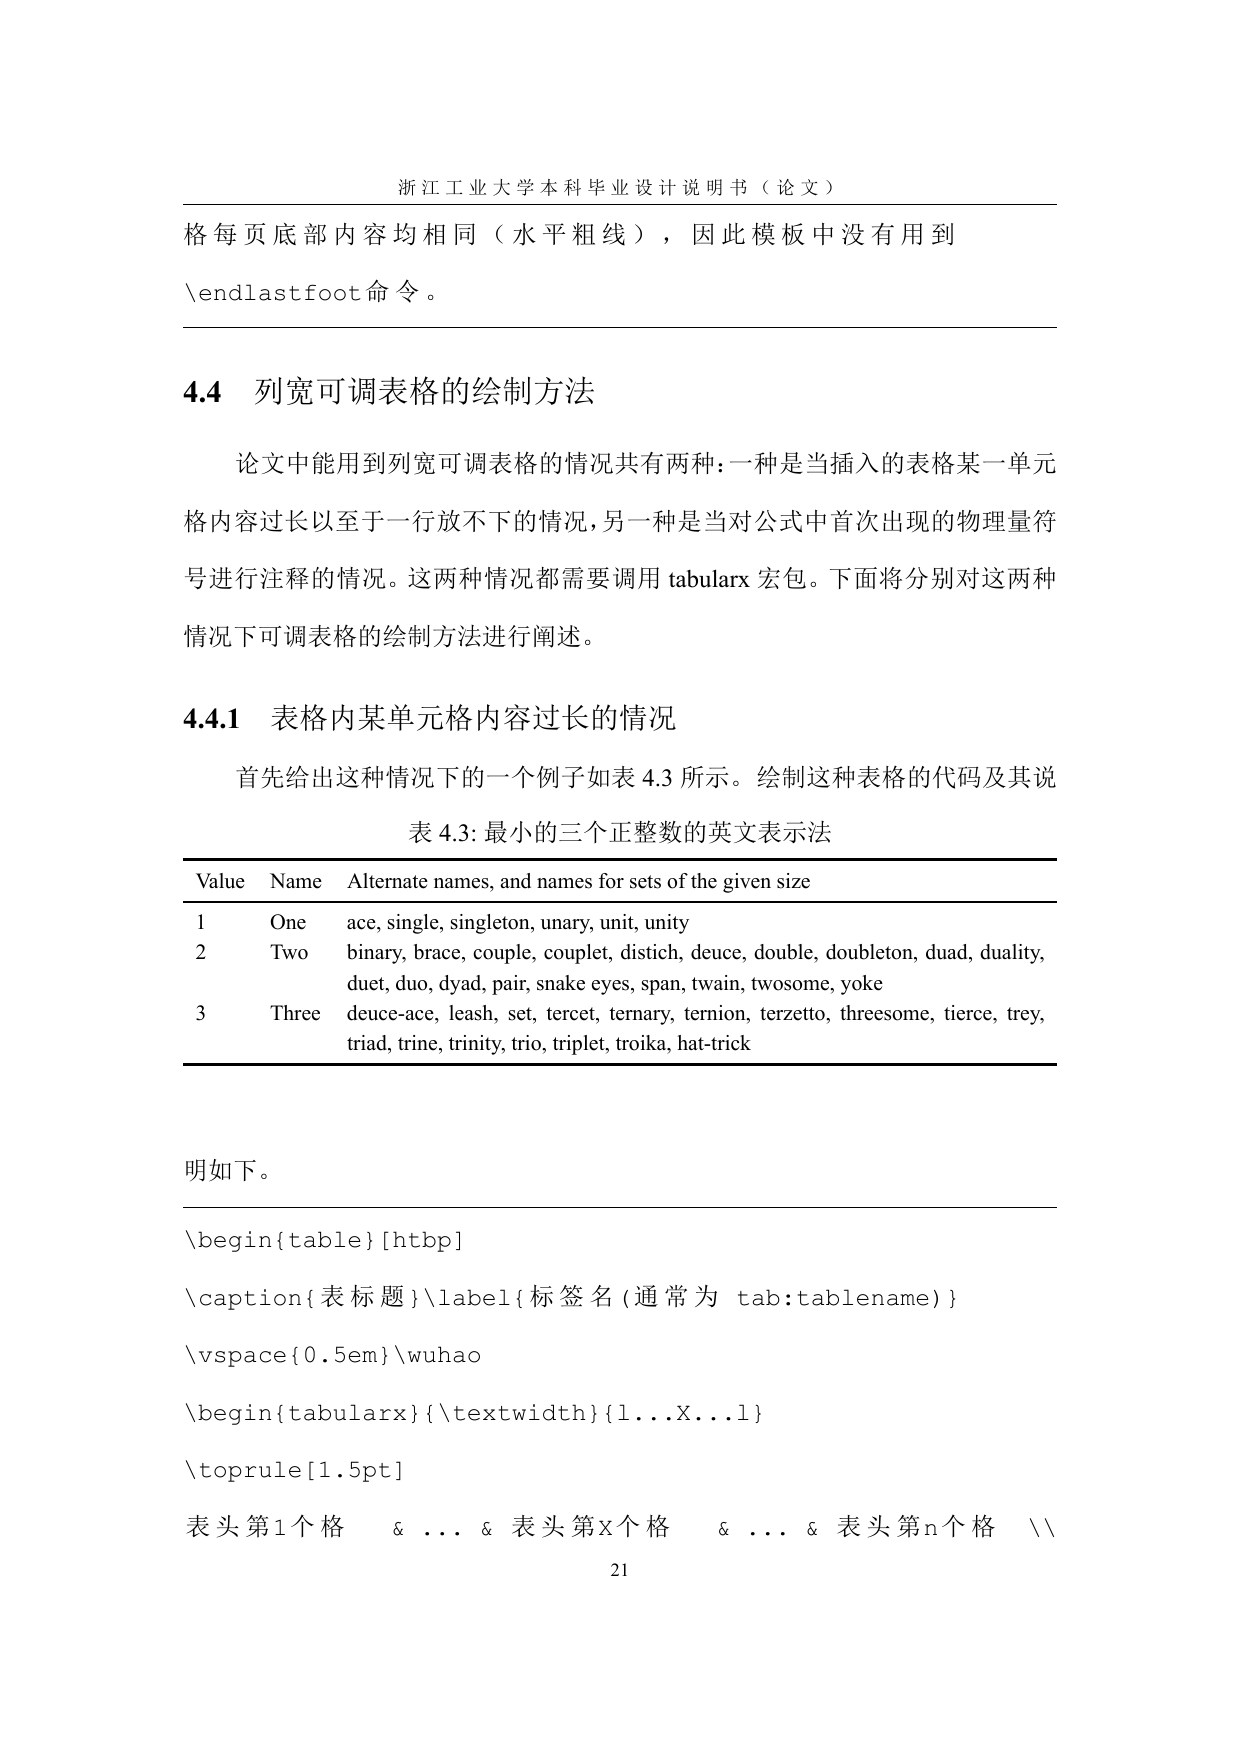 浙江工业大学本科毕业设计说明书（论文）
格每页底部内容均相同（水平粗线），因此模板中没有用到
\endlastfoot命令。
4.4 列宽可调表格的绘制方法
论文中能用到列宽可调表格的情况共有两种：一种是当插入的表格某一单元
格内容过长以至于一行放不下的情况，另一种是当对公式中首次出现的物理量符
号进行注释的情况。这两种情况都需要调用 tabularx 宏包。下面将分别对这两种
情况下可调表格的绘制方法进行阐述。
4.4.1 表格内某单元格内容过长的情况
首先给出这种情况下的一个例子如表 4.3 所示。绘制这种表格的代码及其说
表 4.3: 最小的三个正整数的英文表示法
Value Name Alternate names, and names for sets of the given size
1 One ace, single, singleton, unary, unit, unity
2 Two binary, brace, couple, couplet, distich, deuce, double, doubleton, duad, duality,
duet, duo, dyad, pair, snake eyes, span, twain, twosome, yoke
3 Three deuce-ace, leash, set, tercet, ternary, ternion, terzetto, threesome, tierce, trey,
triad, trine, trinity, trio, triplet, troika, hat-trick
明如下。
\begin{table}[htbp]
\caption{表标题}\label{标签名(通常为 tab:tablename)}
\vspace{0.5em}\wuhao
\begin{tabularx}{\textwidth}{l...X...l}
\toprule[1.5pt]
表头第1个格 & ... & 表头第X个格 & ... & 表头第n个格 \\
21